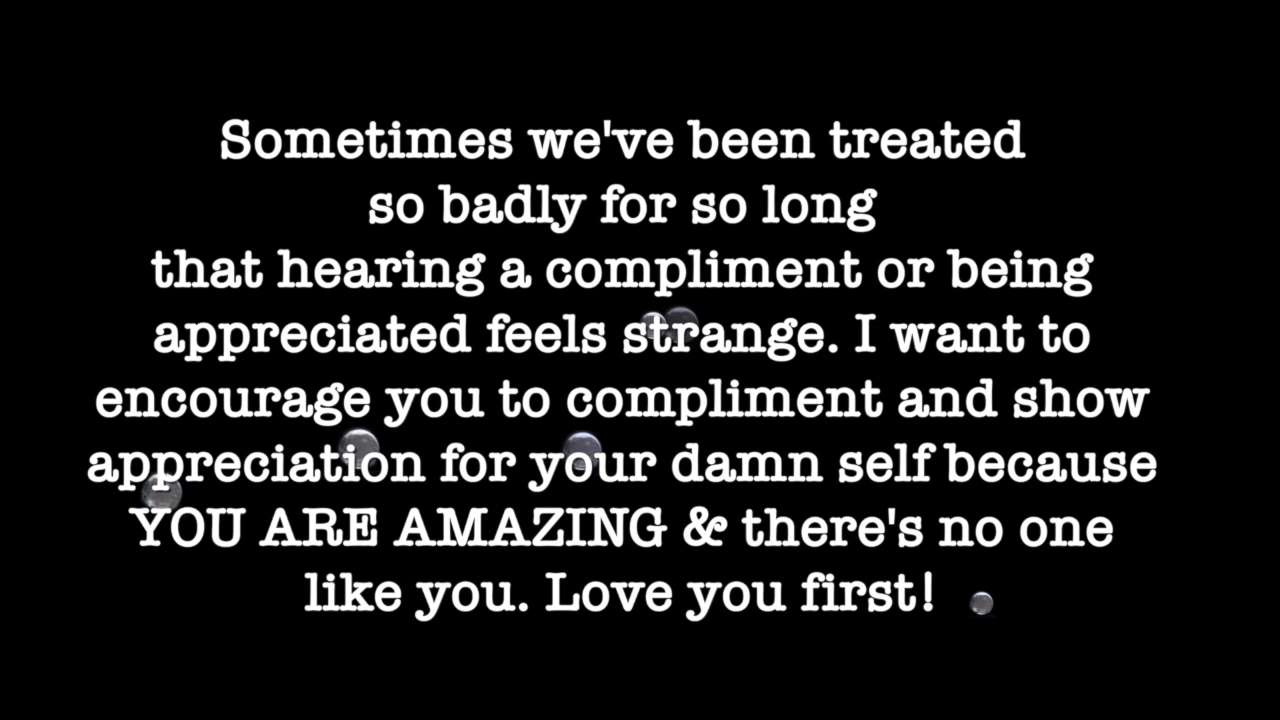 Sometimes we've been treated
so badly for so long
that hearing a compliment or being
appreciated feels strange. I want to
encourage you to compliment and show
appreciation for your damn self because
YOU ARE AMAZING & there's no one
like you. Love you first!